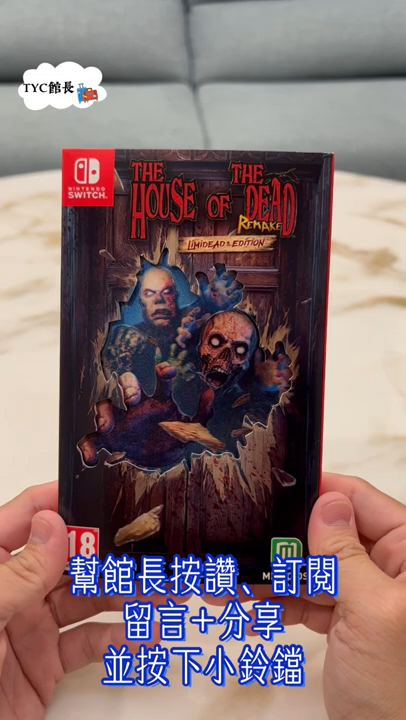 TYC館長
NINTENDO
SWITCH
THE HOUSE OF THE DEAD
REMAKE
LIMIDEAD EDITION
18
幫館長按讚、訂閱
留言+分享
並按下小鈴鐺